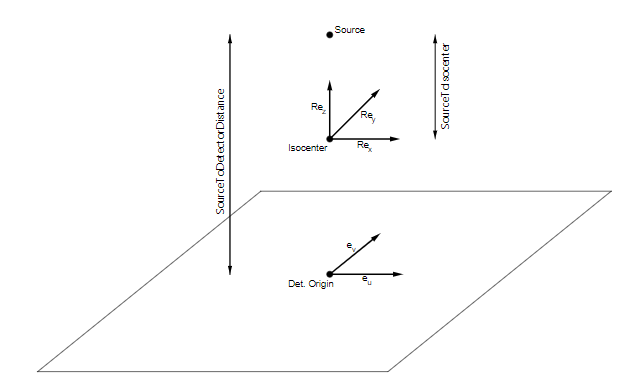 Source
SourceToIsocenter
SourceToDetectorDistance
Re_z
Re_y
Isocenter
Re_x
e_v
Det. Origin
e_u